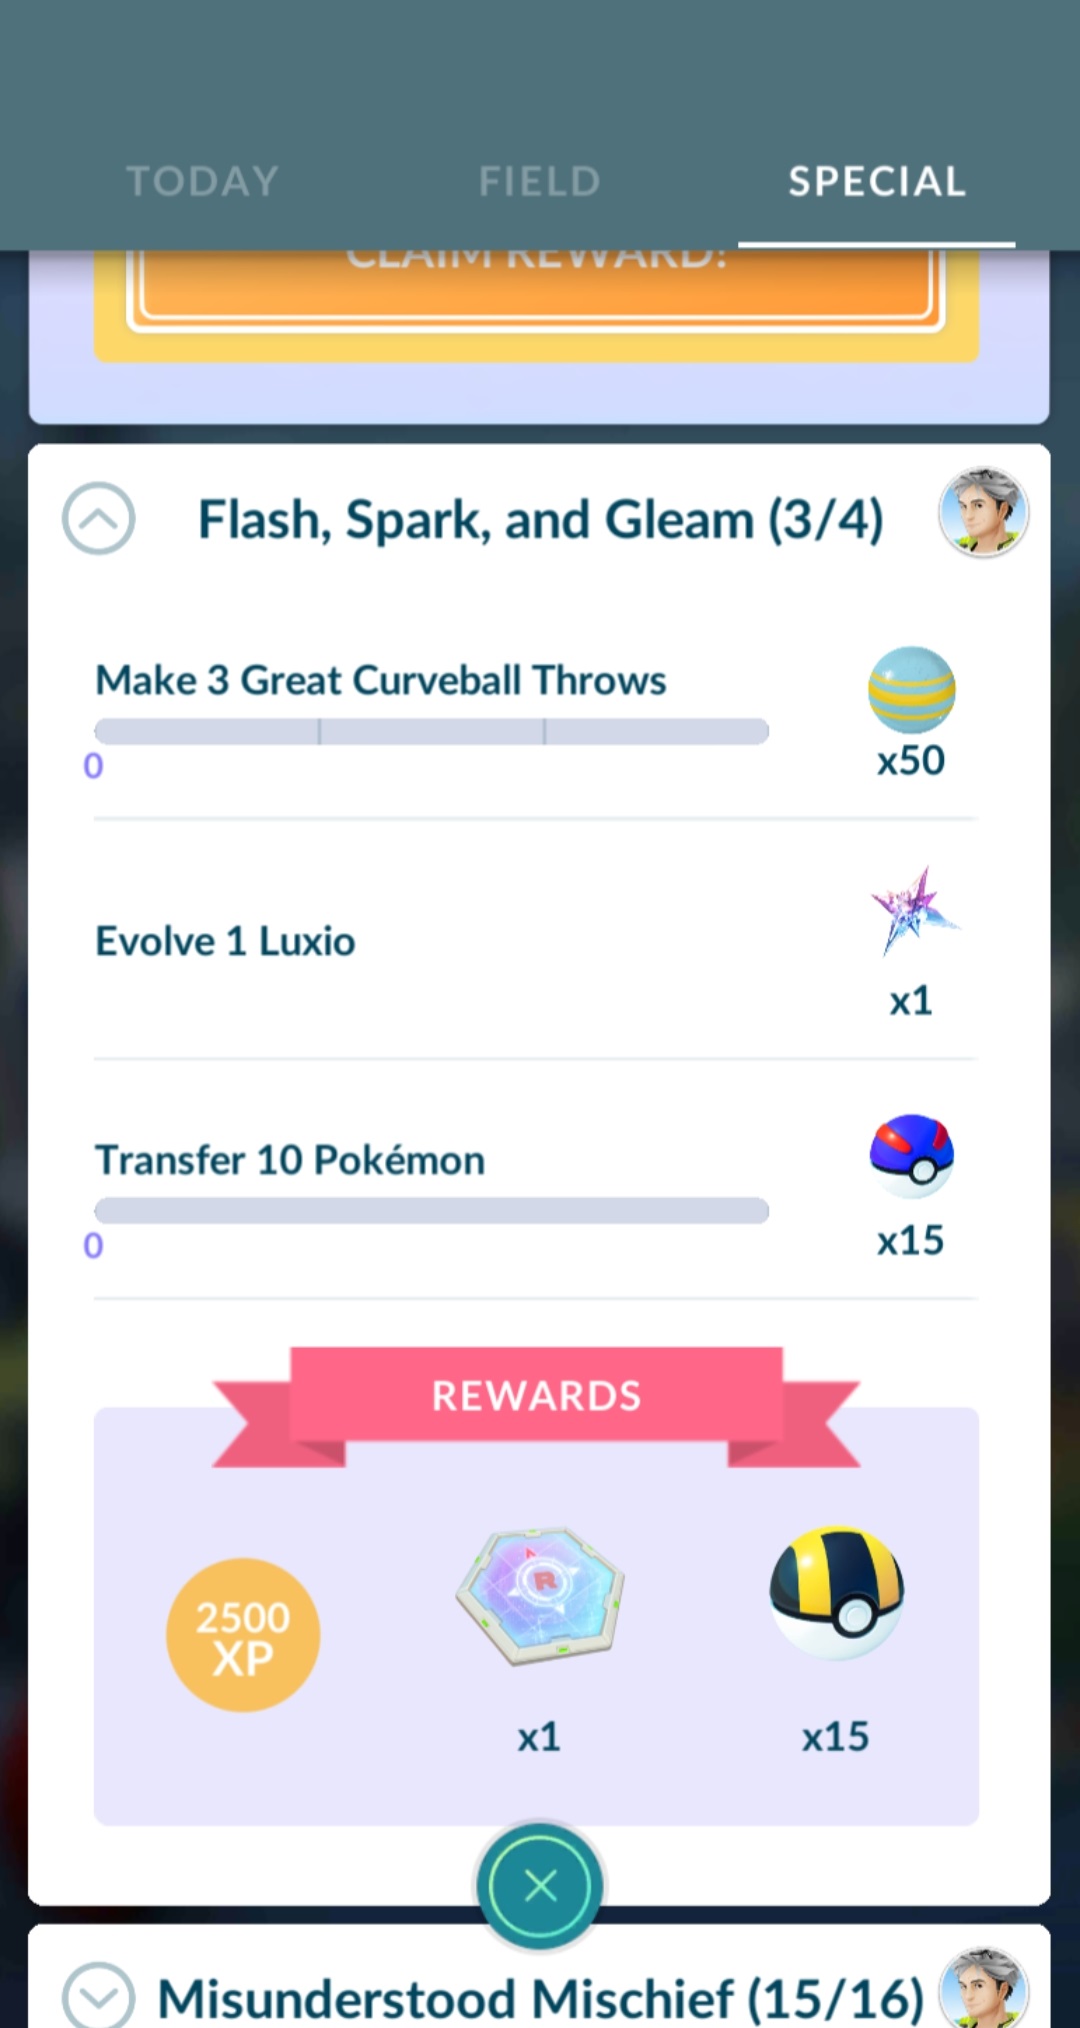 TODAY
FIELD
SPECIAL
CLAIM REWARD!
Flash, Spark, and Gleam (3/4)
Make 3 Great Curveball Throws
0
x50
Evolve 1 Luxio
x1
Transfer 10 Pokémon
0
x15
REWARDS
2500
XP
R
x1
x15
Misunderstood Mischief (15/16)